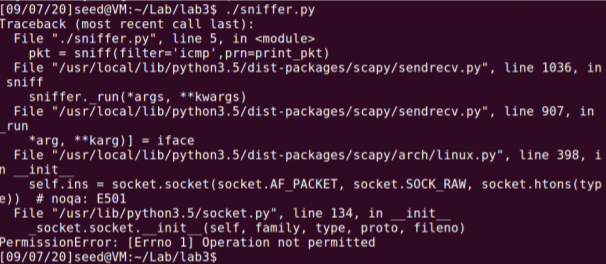 [09/07/20]seed@VM:~/Lab/lab3$ ./sniffer.py
Traceback (most recent call last):
  File "./sniffer.py", line 5, in <module>
    pkt = sniff(filter='icmp',prn=print_pkt)
  File "/usr/local/lib/python3.5/dist-packages/scapy/sendrecv.py", line 1036, in
 sniff
    sniffer._run(*args, **kwargs)
  File "/usr/local/lib/python3.5/dist-packages/scapy/sendrecv.py", line 907, in
_run
    *arg, **karg)] = iface
  File "/usr/local/lib/python3.5/dist-packages/scapy/arch/linux.py", line 398, i
n __init__
    self.ins = socket.socket(socket.AF_PACKET, socket.SOCK_RAW, socket.htons(typ
e))  # noqa: E501
  File "/usr/lib/python3.5/socket.py", line 134, in __init__
    _socket.socket.__init__(self, family, type, proto, fileno)
PermissionError: [Errno 1] Operation not permitted
[09/07/20]seed@VM:~/Lab/lab3$